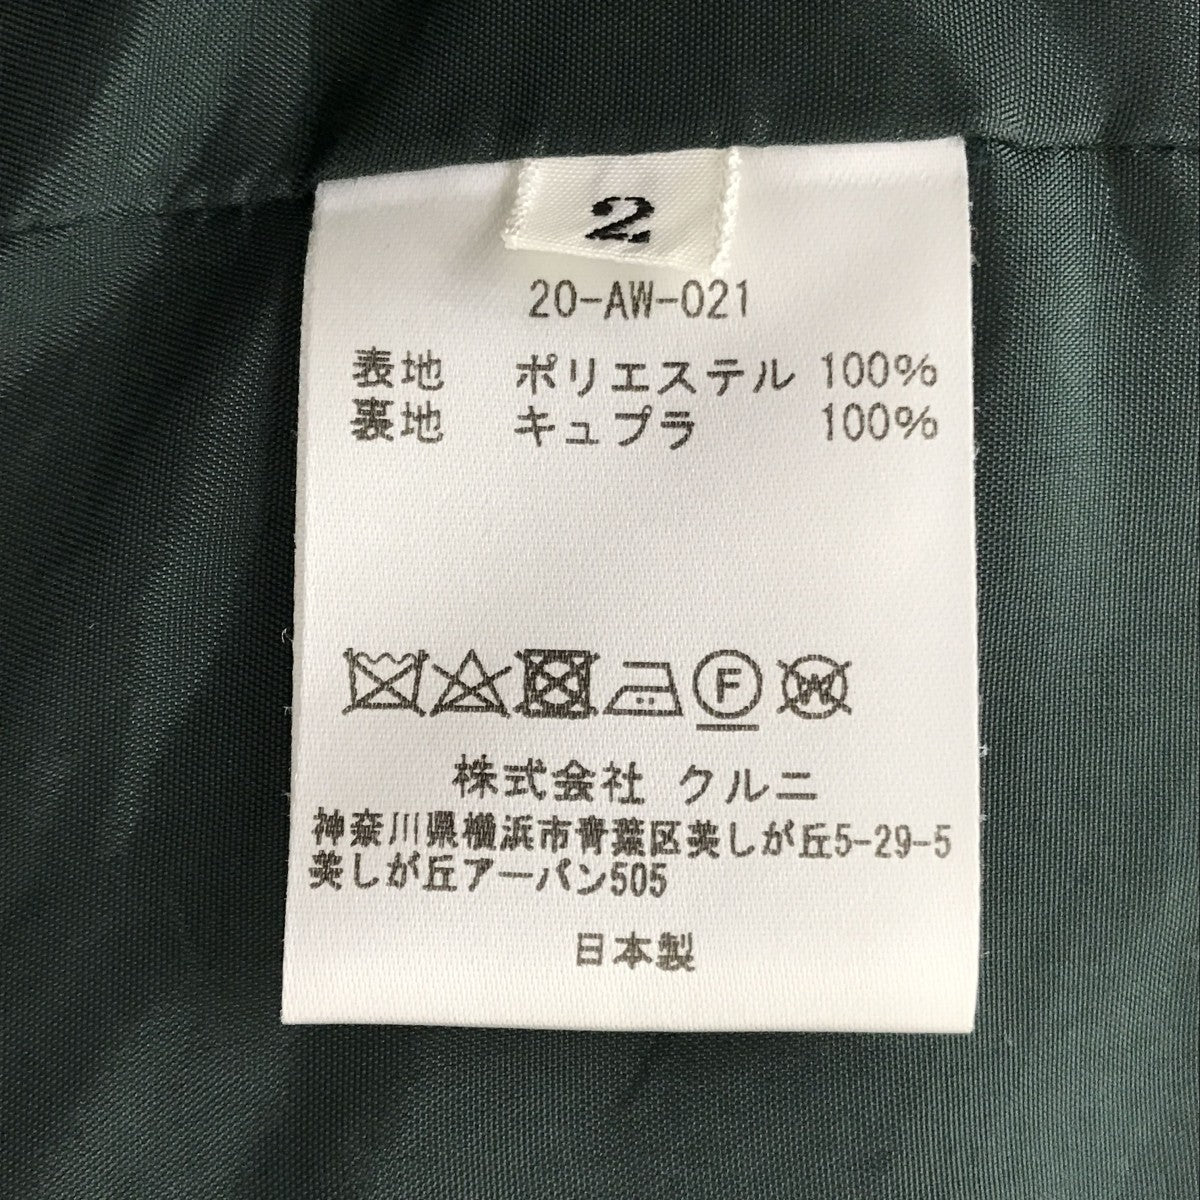 2
20-AW-021
表地 ポリエステル 100%
裏地 キュプラ 100%
F W
株式会社 クルニ
神奈川県横浜市青葉区美しが丘5-29-5
美しが丘アーバン505
日本製